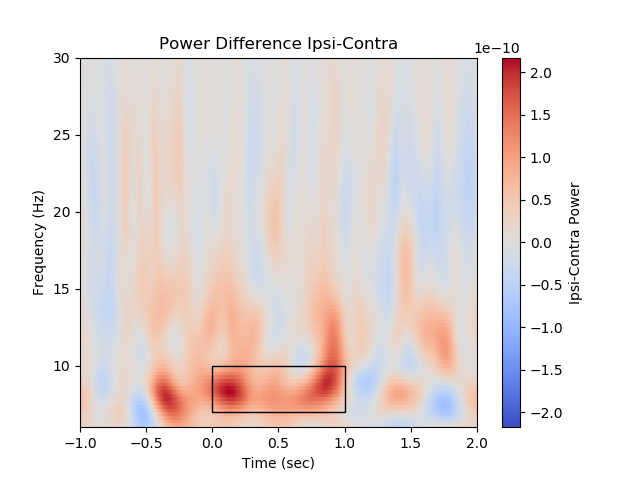 Power Difference Ipsi-Contra
1e−10
30
25
20
15
10
Frequency (Hz)
−1.0 −0.5 0.0 0.5 1.0 1.5 2.0
Time (sec)
2.0
1.5
1.0
0.5
0.0
−0.5
−1.0
−1.5
−2.0
Ipsi-Contra Power